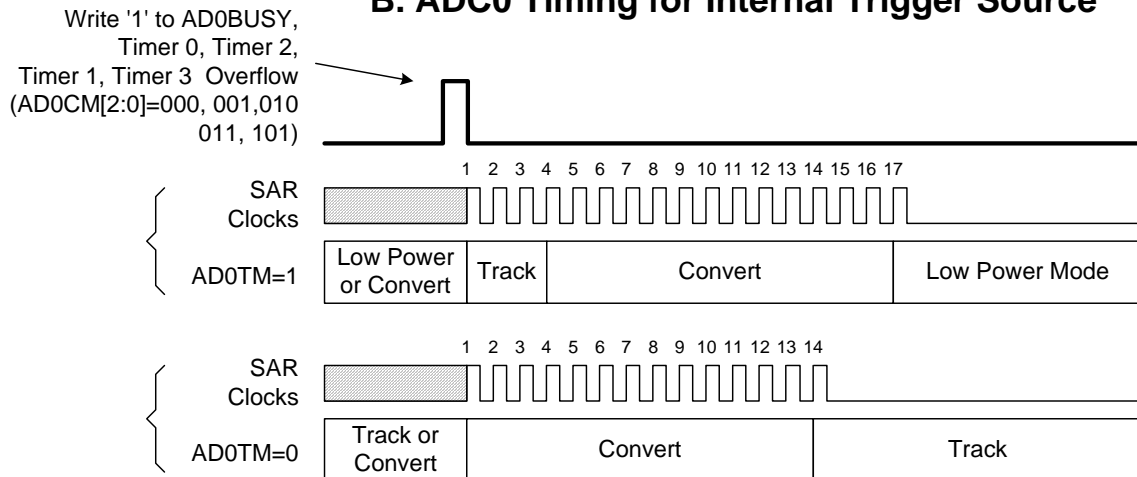 B. ADC0 Timing for Internal Trigger Source
Write '1' to AD0BUSY,
Timer 0, Timer 2,
Timer 1, Timer 3 Overflow
(AD0CM[2:0]=000, 001,010
011, 101)
1 2 3 4 5 6 7 8 9 10 11 12 13 14 15 16 17
SAR
Clocks
AD0TM=1
Low Power
or Convert
Track
Convert
Low Power Mode
1 2 3 4 5 6 7 8 9 10 11 12 13 14
SAR
Clocks
AD0TM=0
Track or
Convert
Convert
Track